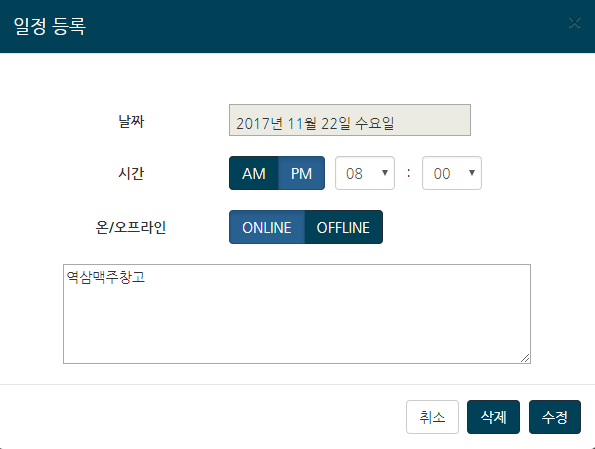 일정 등록 ×
날짜 2017년 11월 22일 수요일
시간 AM PM 08 : 00
온/오프라인 ONLINE OFFLINE
역삼맥주창고
취소 삭제 수정